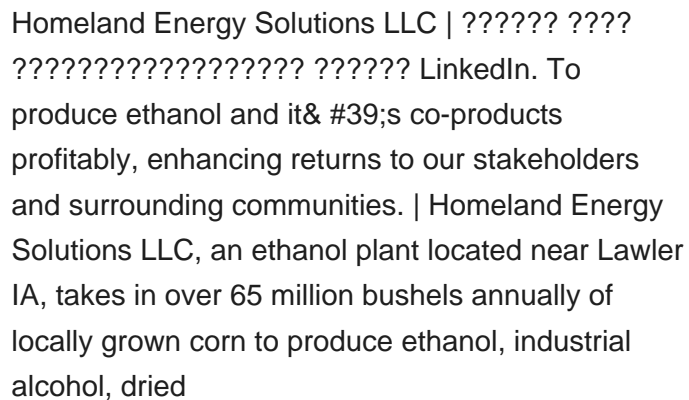 Homeland Energy Solutions LLC | ?????? ????
?????????????????? ?????? LinkedIn. To
produce ethanol and it& #39;s co-products
profitably, enhancing returns to our stakeholders
and surrounding communities. | Homeland Energy
Solutions LLC, an ethanol plant located near Lawler
IA, takes in over 65 million bushels annually of
locally grown corn to produce ethanol, industrial
alcohol, dried